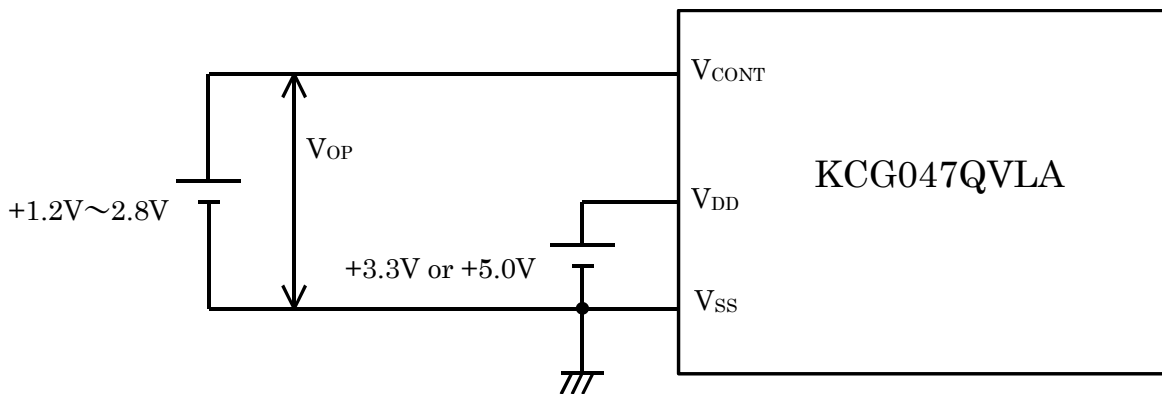 VCONT
VOP
KCG047QVLA
VDD
+1.2V～2.8V
+3.3V or +5.0V
VSS